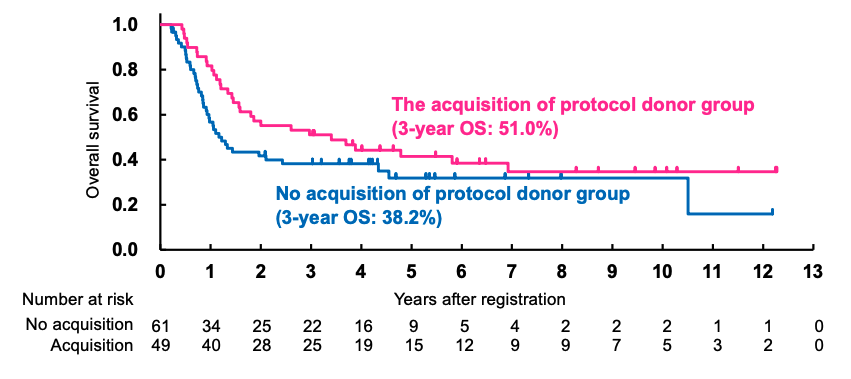 1.0
0.8
0.6
0.4
0.2
0.0
Overall survival
The acquisition of protocol donor group
(3-year OS: 51.0%)
No acquisition of protocol donor group
(3-year OS: 38.2%)
0 1 2 3 4 5 6 7 8 9 10 11 12 13
Number at risk
Years after registration
No acquisition 61 34 25 22 16 9 5 4 2 2 2 1 1 0
Acquisition 49 40 28 25 19 15 12 9 9 7 5 3 2 0